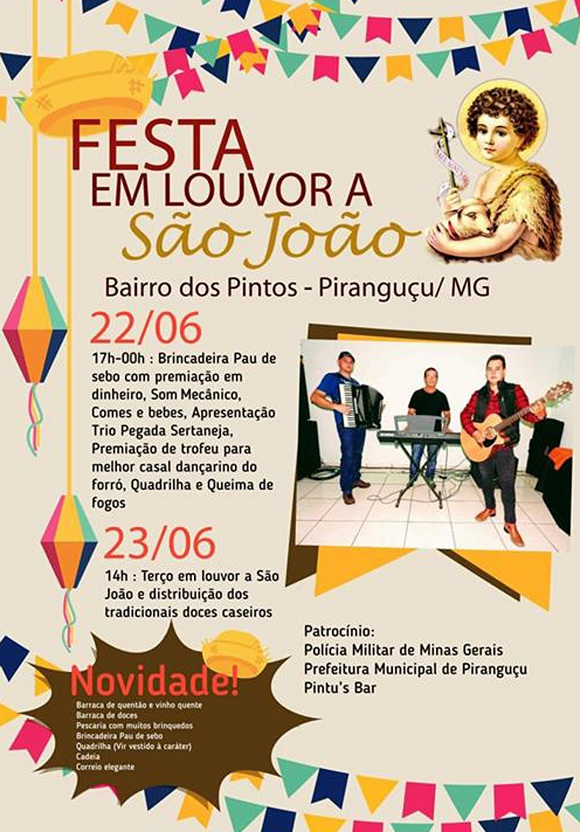 FESTA
EM LOUVOR A
São João
Bairro dos Pintos - Piranguçu/ MG
22/06
17h-00h : Brincadeira Pau de
sebo com premiação em
dinheiro, Som Mecânico,
Comes e bebes, Apresentação
Trio Pegada Sertaneja,
Premiação de trofeu para
melhor casal dançarino do
forró, Quadrilha e Queima de
fogos
23/06
14h : Terço em louvor a São
João e distribuição dos
tradicionais doces caseiros
Patrocínio:
Polícia Militar de Minas Gerais
Prefeitura Municipal de Piranguçu
Pintu's Bar
Novidade!
Barraca de quentão e vinho quente
Barraca de doces
Pescaria com muitos brinquedos
Brincadeira Pau de sebo
Quadrilha (Vir vestido à caráter)
Cadeia
Correio elegante